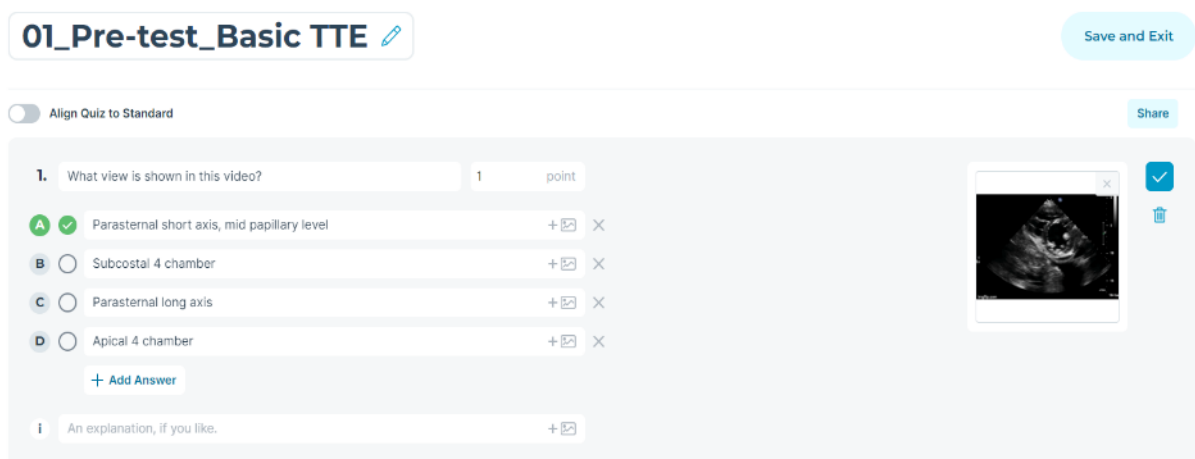 01_Pre-test_Basic TTE
Save and Exit
Align Quiz to Standard
Share
1. What view is shown in this video? 1 point
A Parasternal short axis, mid papillary level
B Subcostal 4 chamber
C Parasternal long axis
D Apical 4 chamber
+ Add Answer
i An explanation, if you like.